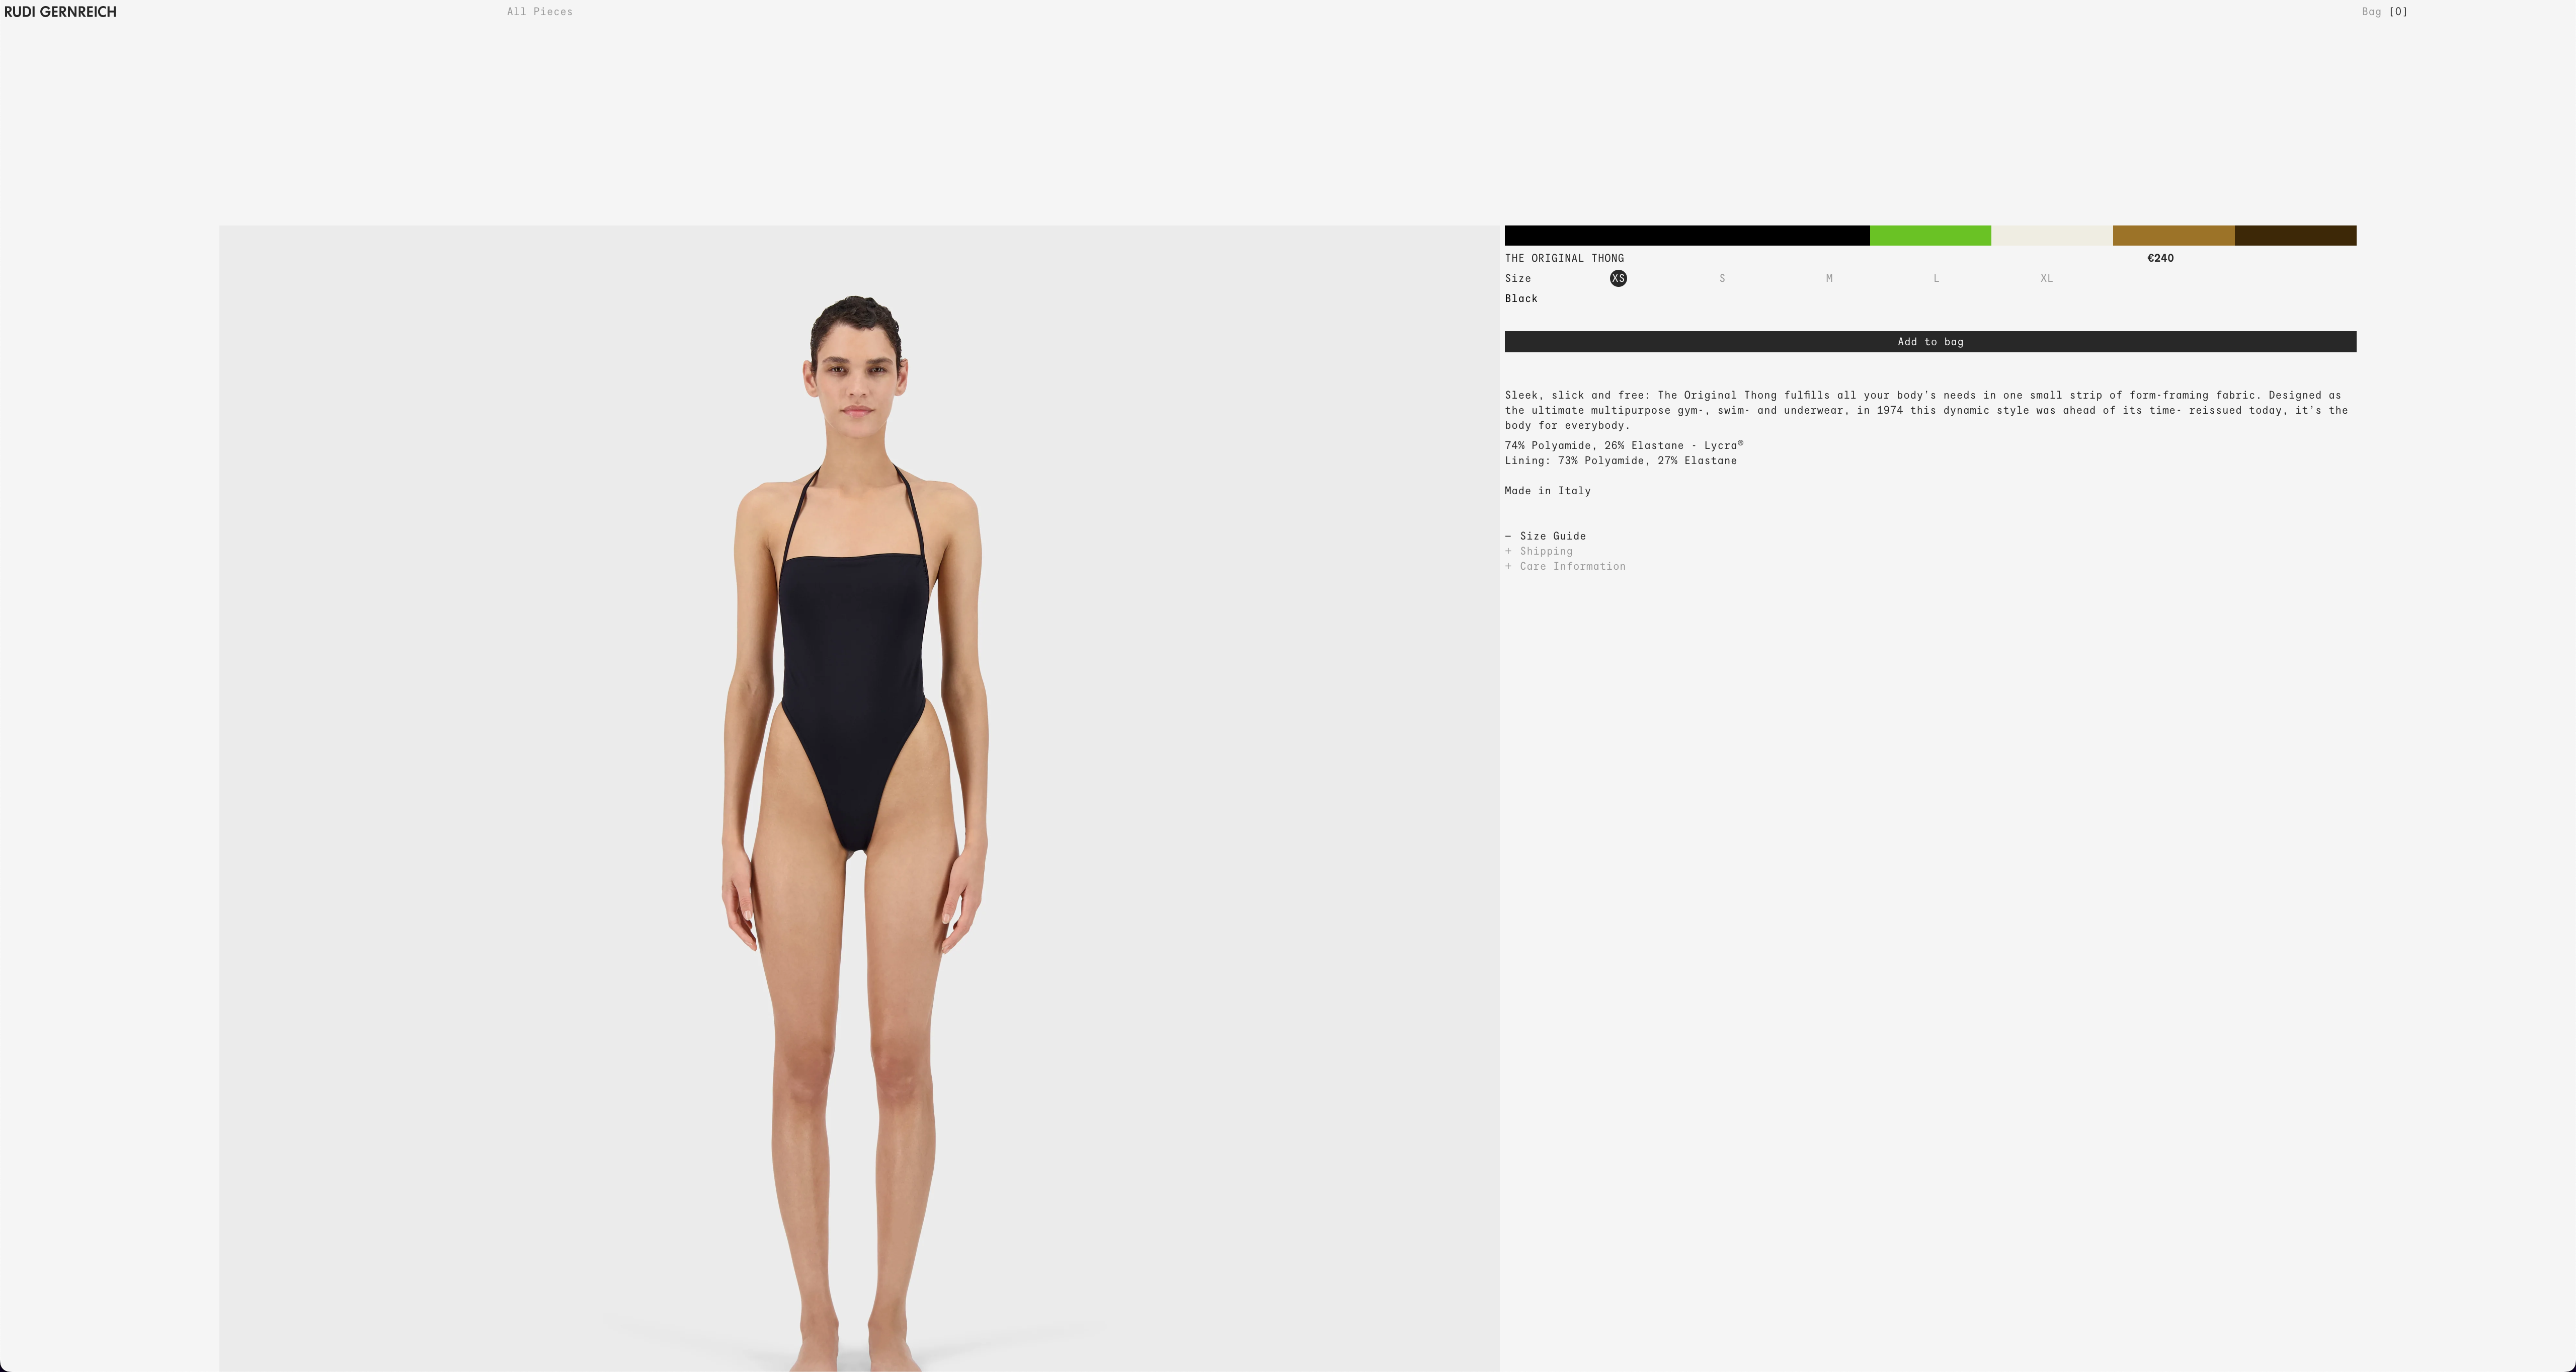 RUDI GERNREICH
All Pieces
Bag [0]
THE ORIGINAL THONG
€240
Size XS S M L XL
Black
Add to bag
Sleek, slick and free: The Original Thong fulfills all your body's needs in one small strip of form-framing fabric. Designed as
the ultimate multipurpose gym-, swim- and underwear, in 1974 this dynamic style was ahead of its time- reissued today, it's the
body for everybody.
74% Polyamide, 26% Elastane - Lycra®
Lining: 73% Polyamide, 27% Elastane
Made in Italy
− Size Guide
+ Shipping
+ Care Information